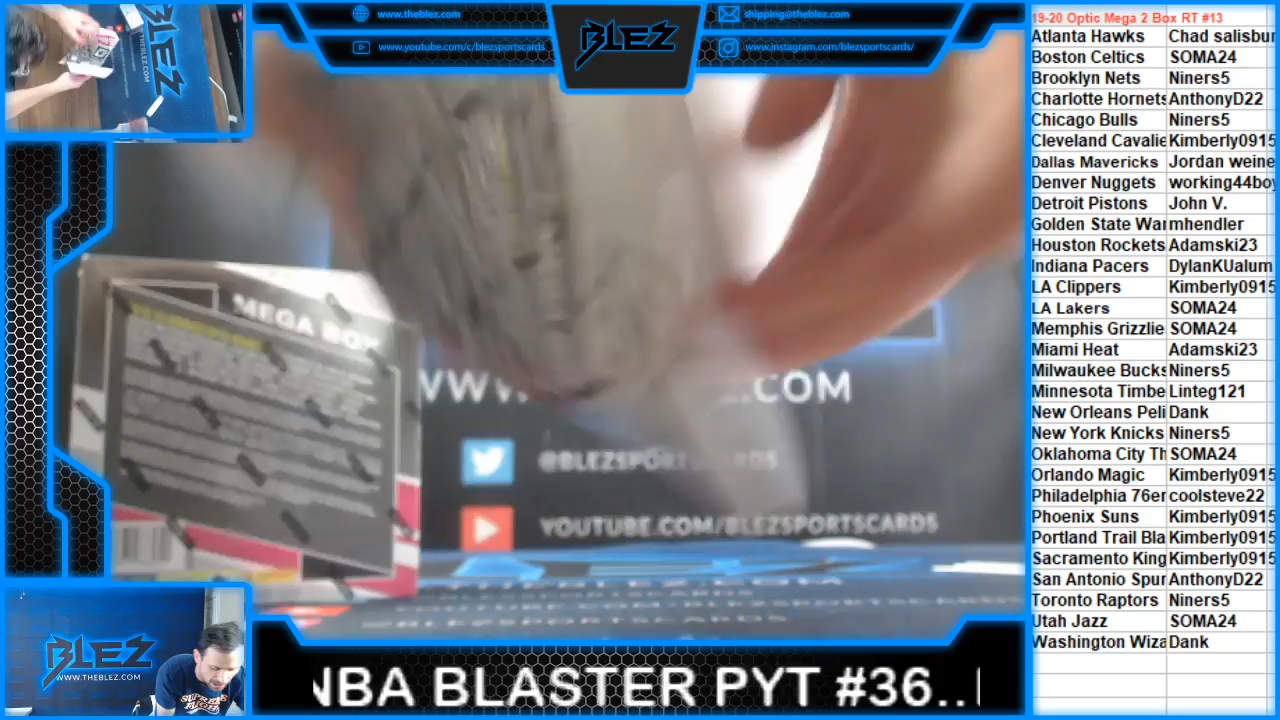 BLEZ
WWW.THEBLEZ.COM
www.theblez.com
www.youtube.com/c/blezsportscards
BLEZ
shipping@theblez.com
www.instagram.com/blezsportscards/
MEGA BOX
.COM
@BLEZSPORTSCARDS
YOUTUBE.COM/BLEZSPORTSCARDS
BLEZ
WWW.THEBLEZ.COM
NBA BLASTER PYT #36..
19-20 Optic Mega 2 Box RT #13
Atlanta Hawks Chad salisbur
Boston Celtics SOMA24
Brooklyn Nets Niners5
Charlotte Hornets AnthonyD22
Chicago Bulls Niners5
Cleveland Cavalie Kimberly0915
Dallas Mavericks Jordan weine
Denver Nuggets working44boy
Detroit Pistons John V.
Golden State War mhendler
Houston Rockets Adamski23
Indiana Pacers DylanKUalum
LA Clippers Kimberly0915
LA Lakers SOMA24
Memphis Grizzlie SOMA24
Miami Heat Adamski23
Milwaukee Bucks Niners5
Minnesota Timbe Linteg121
New Orleans Peli Dank
New York Knicks Niners5
Oklahoma City Th SOMA24
Orlando Magic Kimberly0915
Philadelphia 76er coolsteve22
Phoenix Suns Kimberly0915
Portland Trail Bla Kimberly0915
Sacramento King Kimberly0915
San Antonio Spur AnthonyD22
Toronto Raptors Niners5
Utah Jazz SOMA24
Washington Wiza Dank